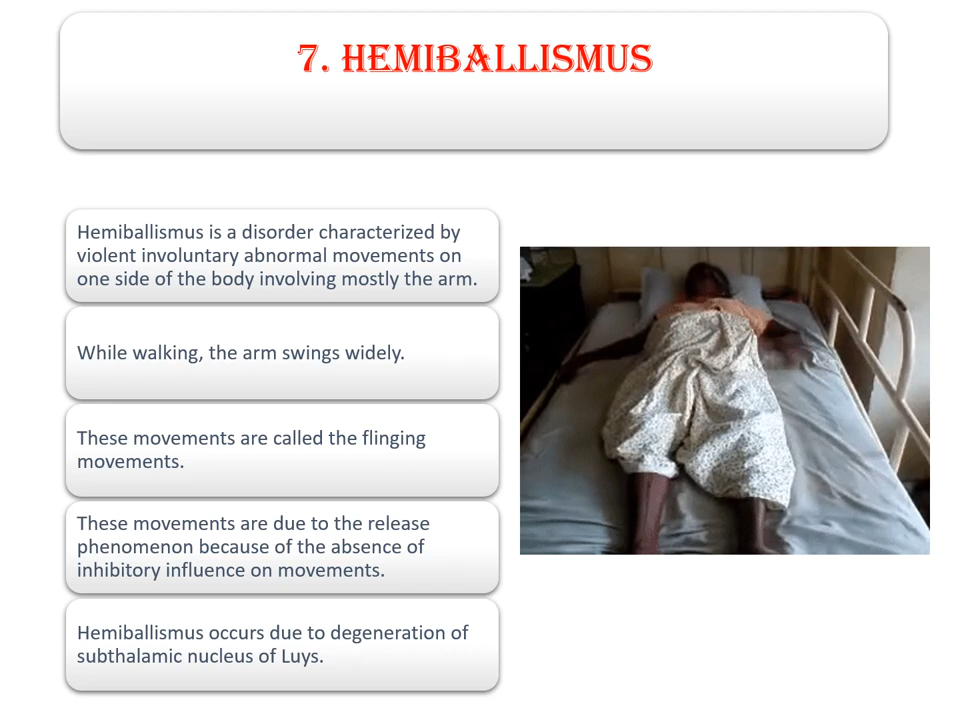 7. Hemiballismus
Hemiballismus is a disorder characterized by
violent involuntary abnormal movements on
one side of the body involving mostly the arm.
While walking, the arm swings widely.
These movements are called the flinging
movements.
These movements are due to the release
phenomenon because of the absence of
inhibitory influence on movements.
Hemiballismus occurs due to degeneration of
subthalamic nucleus of Luys.